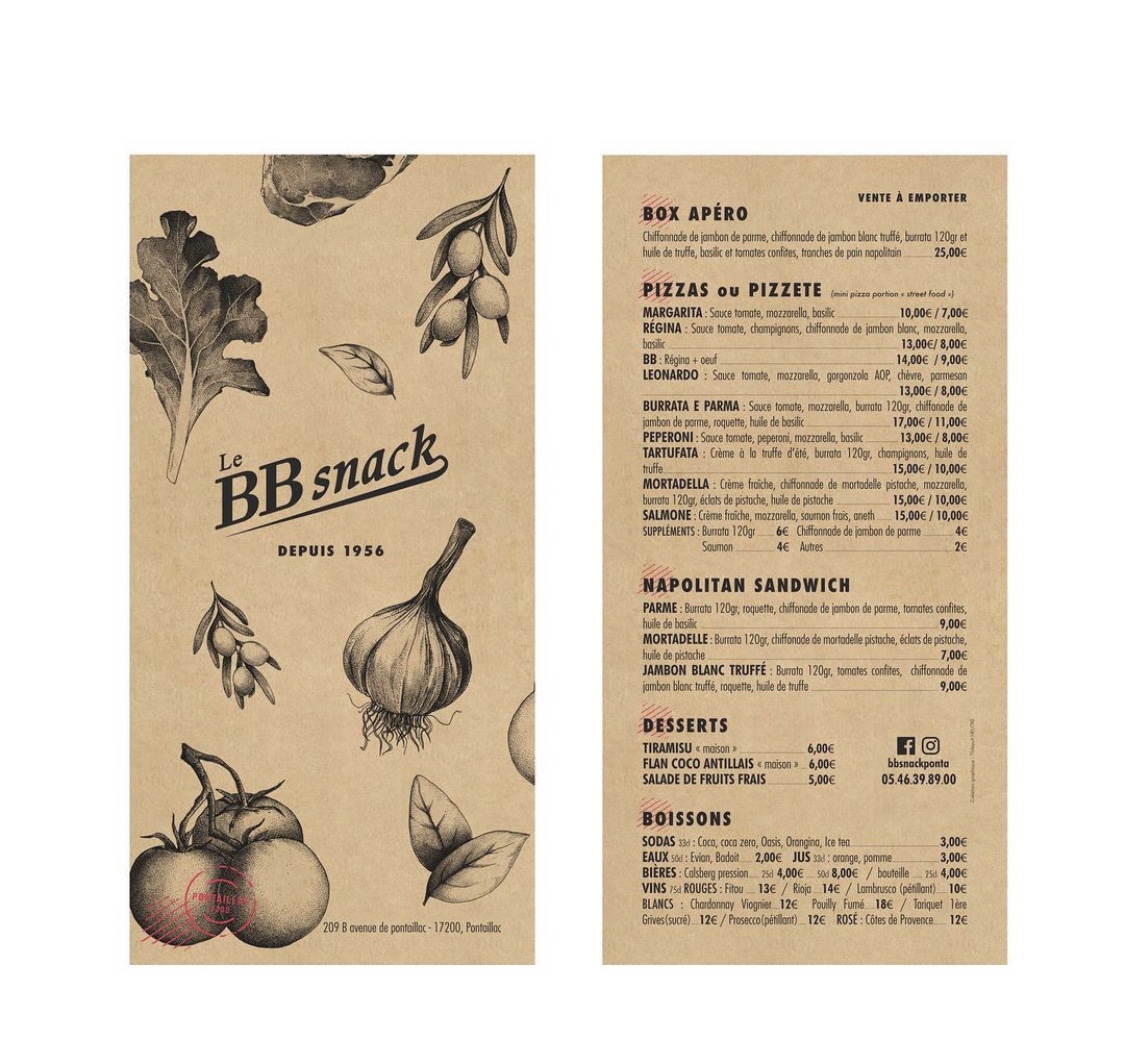 Le
BB snack
DEPUIS 1956
PONTAILLAC
209 B avenue de pontaillac - 17200, Pontaillac
VENTE À EMPORTER
BOX APÉRO
Chiffonnade de jambon de parme, chiffonnade de jambon blanc truffé, burrata 120gr et
huile de truffe, basilic et tomates confites, tranches de pain napolitain 25,00€
PIZZAS ou PIZZETE (mini pizza portion « street food »)
MARGARITA : Sauce tomate, mozzarella, basilic 10,00€ / 7,00€
RÉGINA : Sauce tomate, champignons, chiffonnade de jambon blanc, mozzarella,
basilic 13,00€/ 8,00€
BB : Régina + oeuf 14,00€ / 9,00€
LEONARDO : Sauce tomate, mozzarella, gorgonzola AOP, chèvre, parmesan
13,00€ / 8,00€
BURRATA E PARMA : Sauce tomate, mozzarella, burrata 120gr, chiffonade de
jambon de parme, roquette, huile de basilic 17,00€ / 11,00€
PEPERONI : Sauce tomate, peperoni, mozzarella, basilic 13,00€ / 8,00€
TARTUFATA : Crème à la truffe d'été, burrata 120gr, champignons, huile de
truffe 15,00€ / 10,00€
MORTADELLA : Crème fraîche, chiffonnade de mortadelle pistache, mozzarella,
burrata 120gr, éclats de pistache, huile de pistache 15,00€ / 10,00€
SALMONE : Crème fraîche, mozzarella, saumon frais, aneth 15,00€ / 10,00€
SUPPLÉMENTS : Burrata 120gr 6€ Chiffonnade de jambon de parme 4€
Saumon 4€ Autres 2€
NAPOLITAN SANDWICH
PARME : Burrata 120gr, roquette, chiffonade de jambon de parme, tomates confites,
huile de basilic 9,00€
MORTADELLE : Burrata 120gr, chiffonade de mortadelle pistache, éclats de pistache,
huile de pistache 7,00€
JAMBON BLANC TRUFFÉ : Burrata 120gr, tomates confites, chiffonnade de
jambon blanc truffé, roquette, huile de truffe 9,00€
DESSERTS
TIRAMISU « maison » 6,00€
FLAN COCO ANTILLAIS « maison » 6,00€
SALADE DE FRUITS FRAIS 5,00€
bbsnackponta
05.46.39.89.00
Création graphique : Thibault
BOISSONS
SODAS 33cl : Coca, coca zero, Oasis, Orangina, Ice tea 3,00€
EAUX 50cl : Evian, Badoit 2,00€ JUS 33cl : orange, pomme 3,00€
BIÈRES : Calsberg pression 25cl 4,00€ 50cl 8,00€ / bouteille 25cl 4,00€
VINS 75cl ROUGES : Fitou 13€ / Rioja 14€ / Lambrusco (pétillant) 10€
BLANCS : Chardonnay Viognier 12€ Pouilly Fumé 18€ / Tariquet 1ère
Grives(sucré) 12€ / Prosecco(pétillant) 12€ ROSÉ : Côtes de Provence 12€